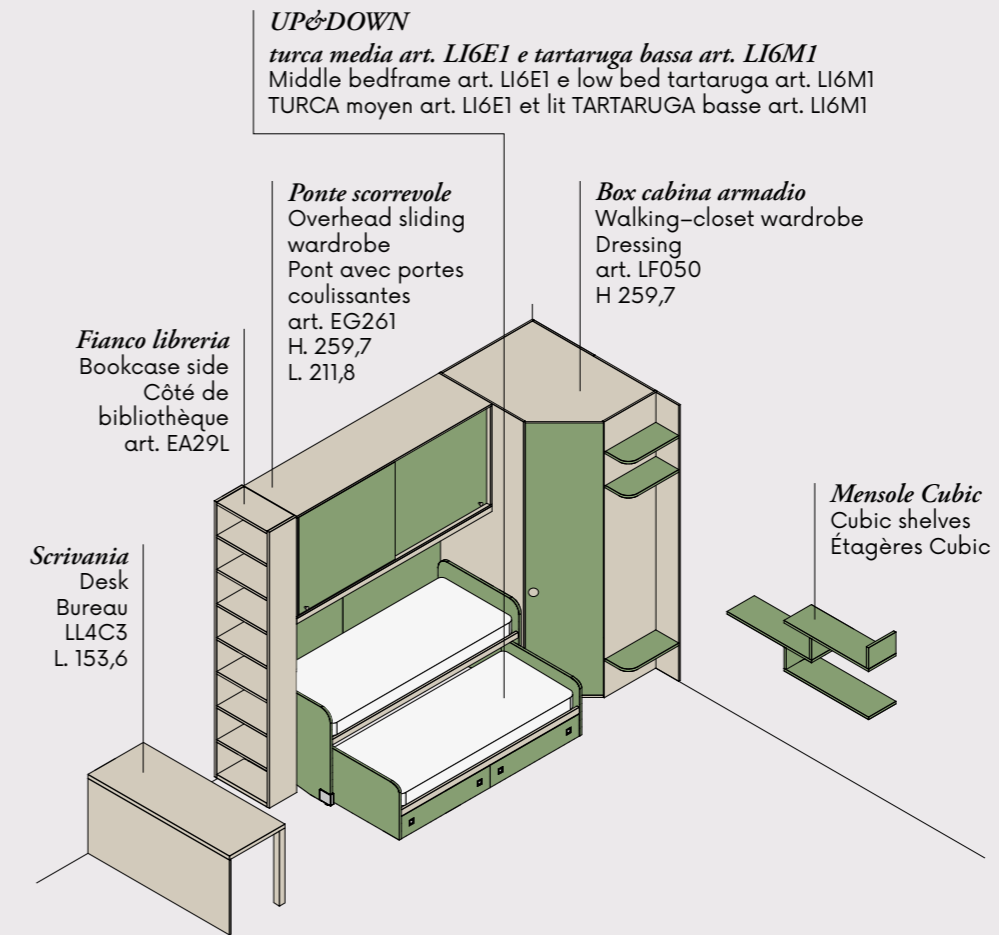 UP&DOWN
turca media art. LI6E1 e tartaruga bassa art. LI6M1
Middle bedframe art. LI6E1 e low bed tartaruga art. LI6M1
TURCA moyen art. LI6E1 et lit TARTARUGA basse art. LI6M1
Ponte scorrevole
Overhead sliding
wardrobe
Pont avec portes
coulissantes
art. EG261
H. 259,7
L. 211,8
Box cabina armadio
Walking-closet wardrobe
Dressing
art. LF050
H 259,7
Fianco libreria
Bookcase side
Côté de
bibliothèque
art. EA29L
Mensole Cubic
Cubic shelves
Étagères Cubic
Scrivania
Desk
Bureau
LL4C3
L. 153,6